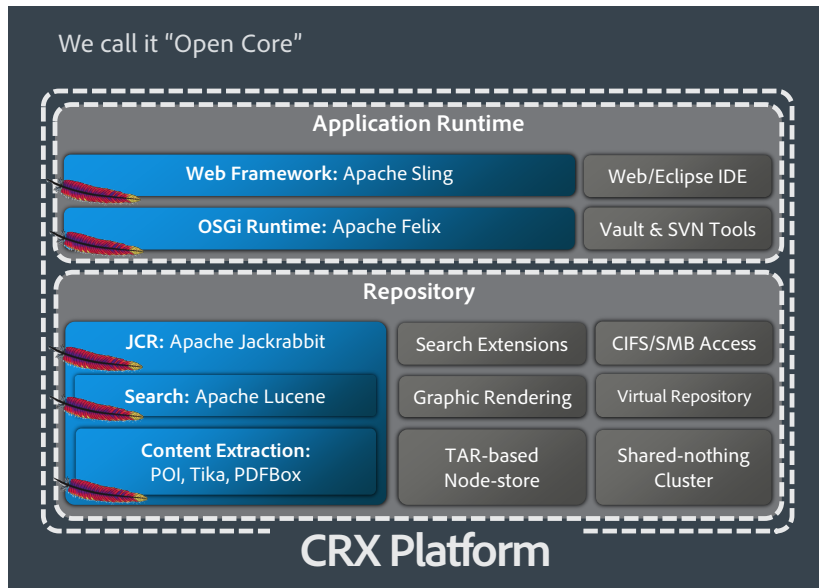 We call it "Open Core"
Application Runtime
Web Framework: Apache Sling
Web/Eclipse IDE
OSGi Runtime: Apache Felix
Vault & SVN Tools
Repository
JCR: Apache Jackrabbit
Search Extensions
CIFS/SMB Access
Search: Apache Lucene
Graphic Rendering
Virtual Repository
Content Extraction:
POI, Tika, PDFBox
TAR-based
Node-store
Shared-nothing
Cluster
CRX Platform